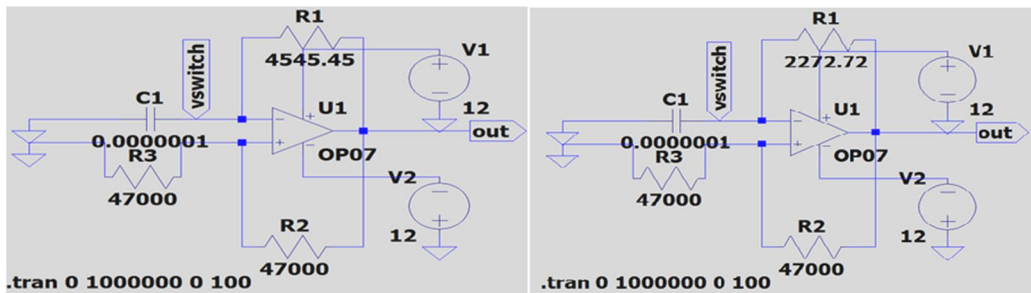 R1
4545.45
V1
vswitch
C1
U1
12
out
0.0000001
OP07
R3
47000
V2
R2
12
47000
.tran 0 1000000 0 100
R1
2272.72
V1
vswitch
C1
U1
12
out
0.0000001
OP07
R3
47000
V2
R2
12
47000
.tran 0 1000000 0 100